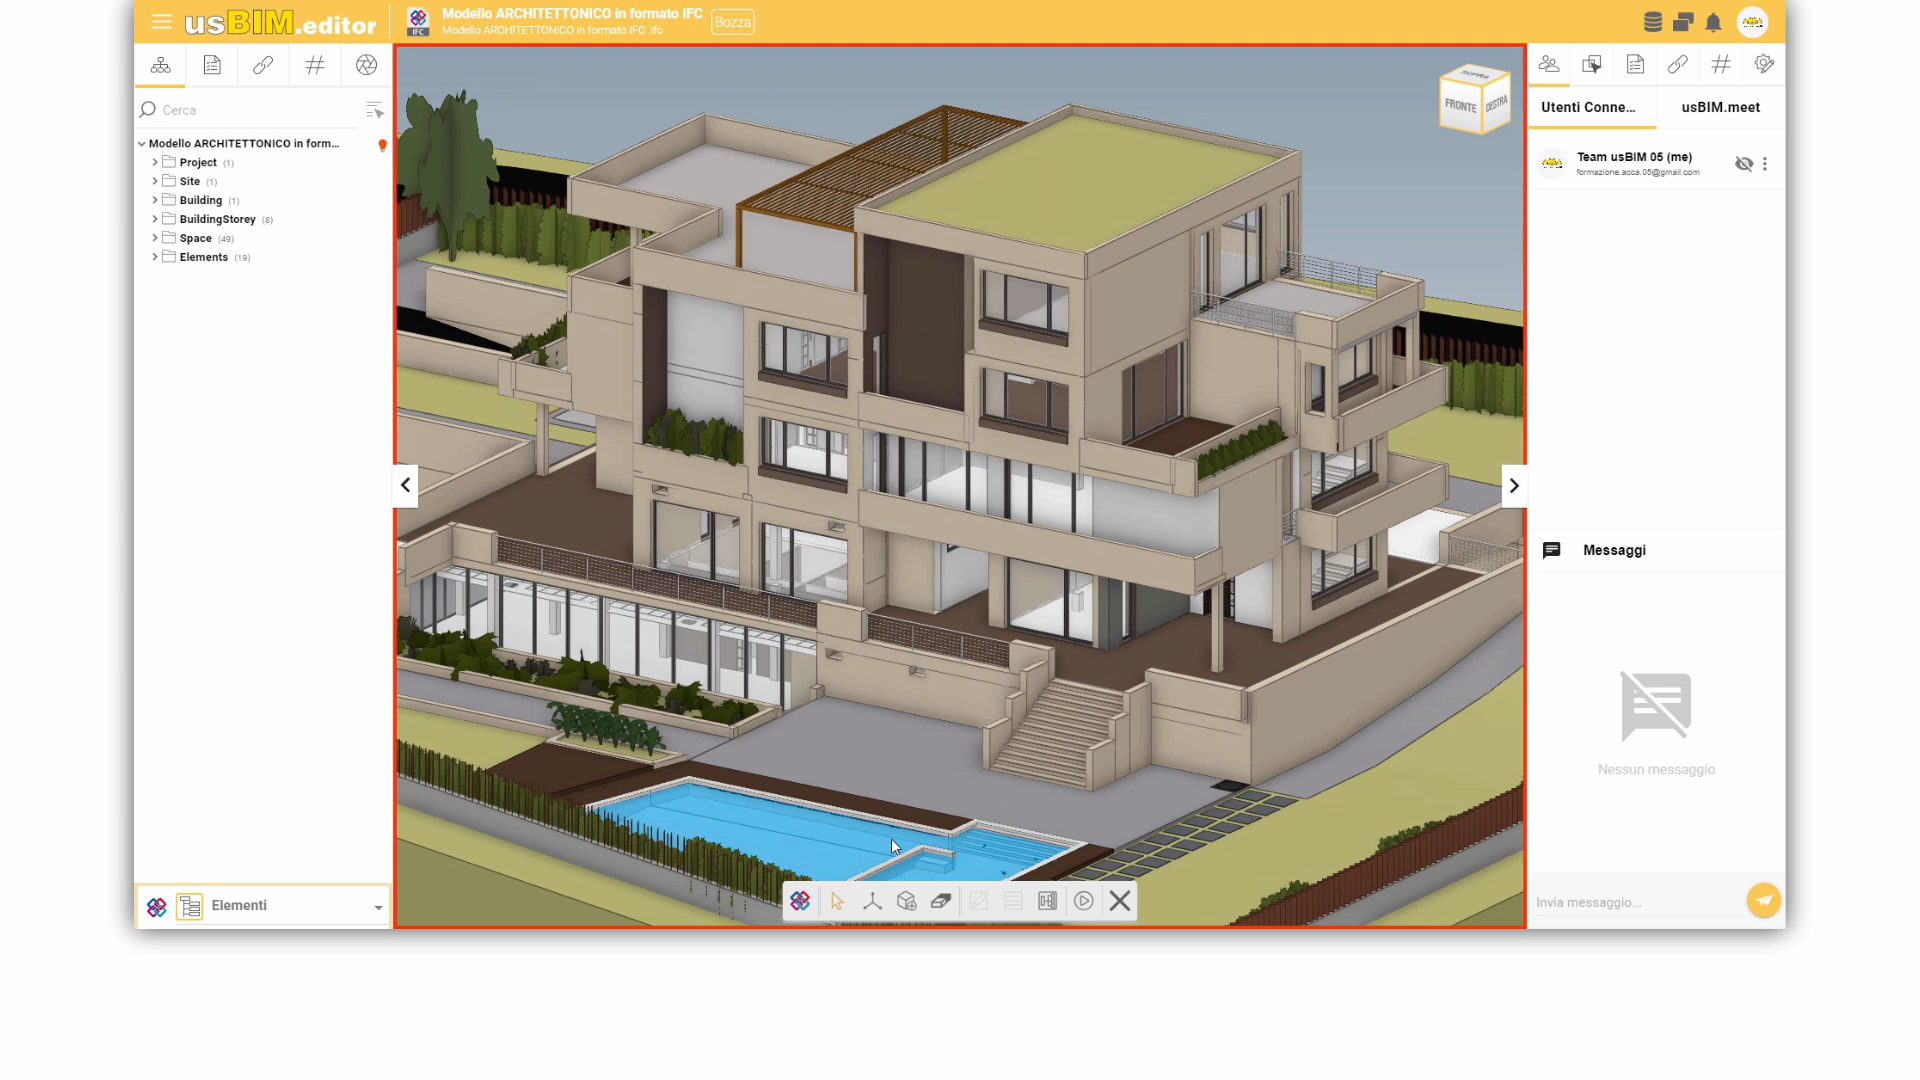 usBIM.editor
IFC
Modello ARCHITETTONICO in formato IFC
Modello ARCHITETTONICO in formato IFC .ifc
Bozza
Cerca
Modello ARCHITETTONICO in form...
Project (1)
Site (1)
Building (1)
BuildingStorey (8)
Space (49)
Elements (19)
Elementi
SOPRA
FRONTE
DESTRA
Utenti Conne...
usBIM.meet
Team usBIM 05 (me)
formazione.acca.05@gmail.com
Messaggi
Nessun messaggio
Invia messaggio...